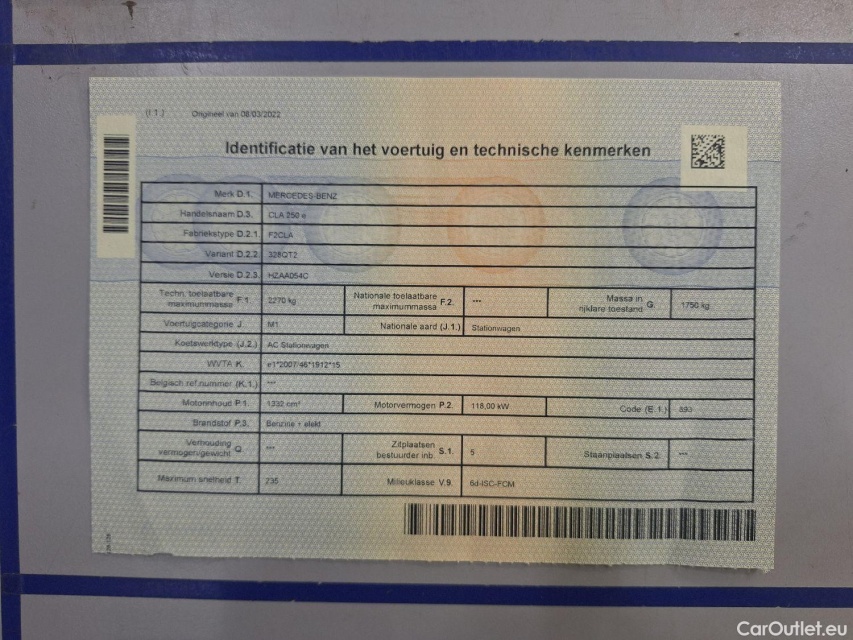 (I.1.) Origineel van 08/03/2022
Identificatie van het voertuig en technische kenmerken
Merk D.1. MERCEDES-BENZ
Handelsnaam D.3. CLA 250 e
Fabriekstype D.2.1 F2CLA
Variant D.2.2 328QT2
Versie D.2.3. HZAA054C
Techn. toelaatbare maximummassa F.1 2270 kg Nationale toelaatbare maximummassa F.2. --- Massa in rijklare toestand G. 1750 kg
Voertuigcategorie J. M1 Nationale aard (J.1.) Stationwagen
Koetswerktype (J.2.) AC Stationwagen
WVTA K. e1*2007/46*1912*15
Belgisch ref.nummer (K.1.) ---
Motorinhoud P.1. 1332 cm³ Motorvermogen P.2. 118,00 kW Code (E.1.) 893
Brandstof P.3. Benzine + elekt
Verhouding vermogen/gewicht Q --- Zitplaatsen bestuurder inb. S.1. 5 Staanplaatsen S.2. ---
Maximum snelheid T. 235 Milieuklasse V.9. 6d-ISC-FCM
CarOutlet.eu